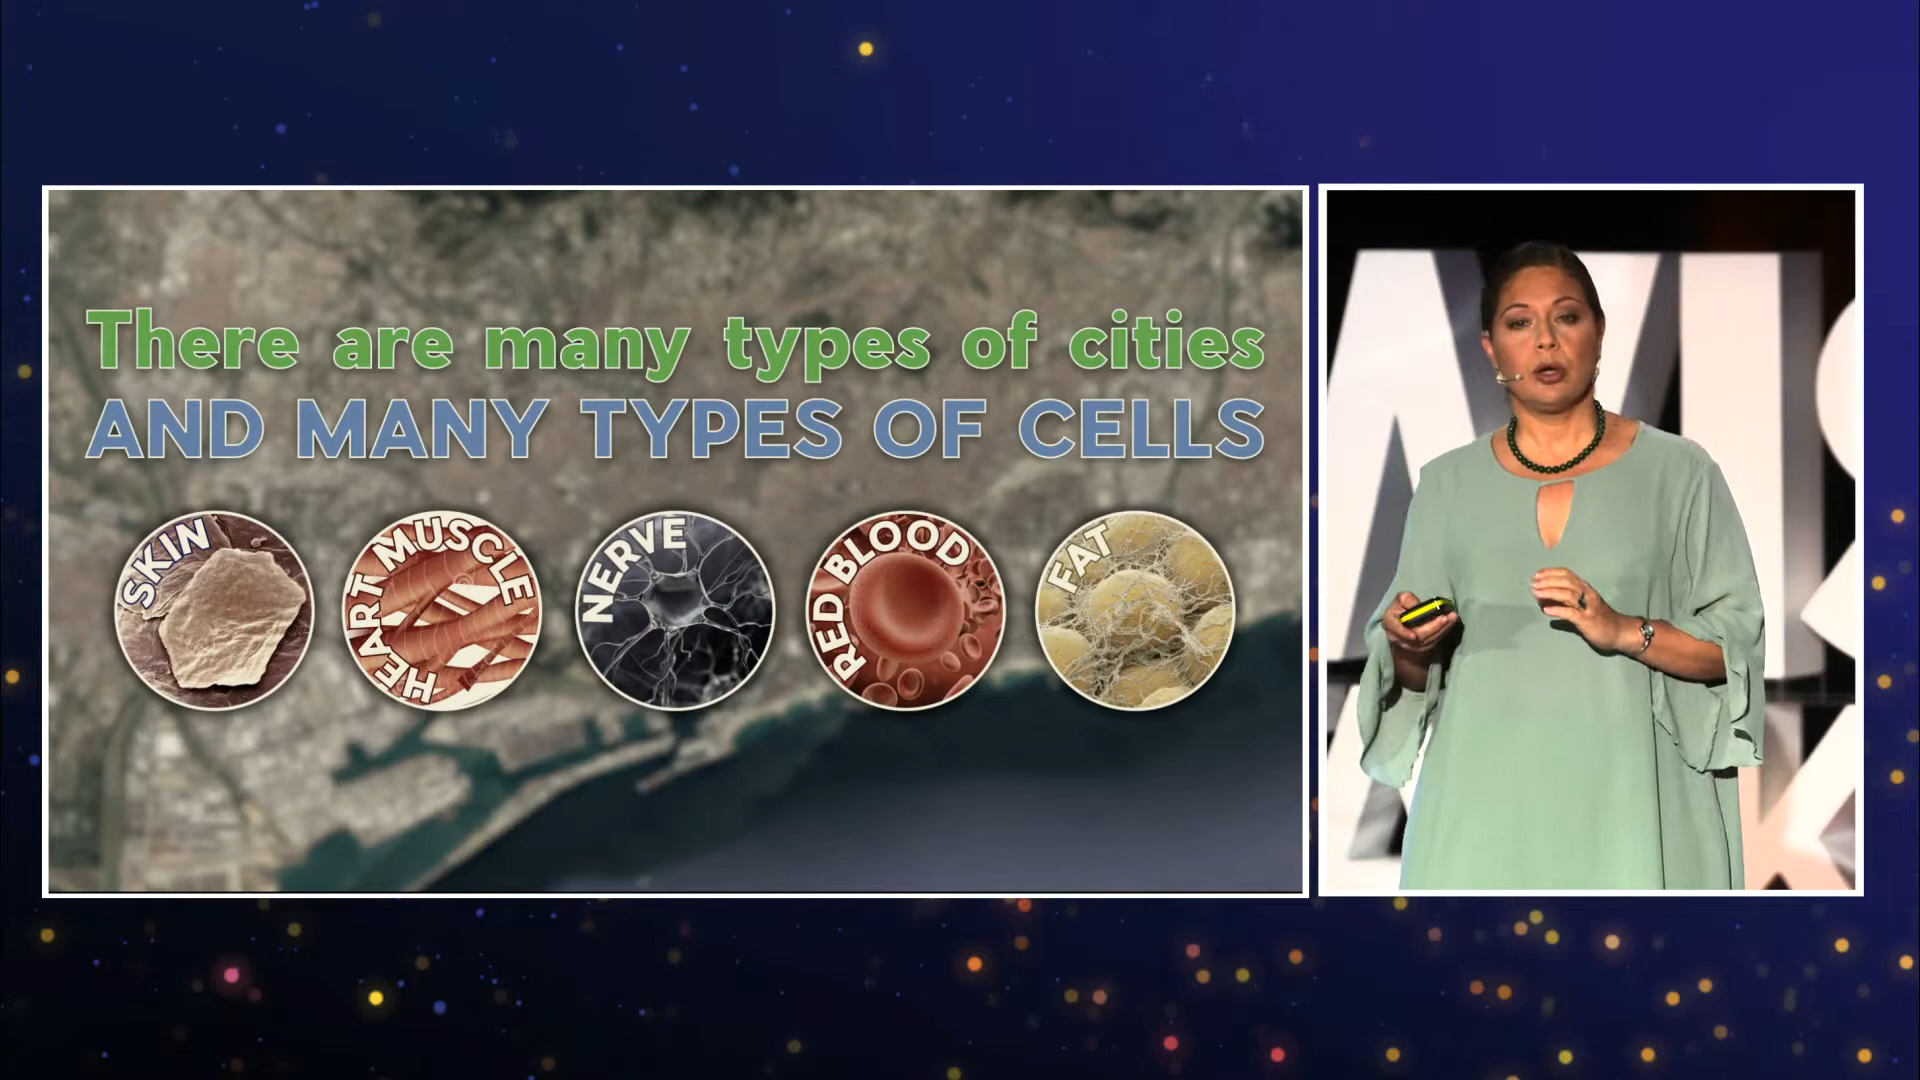 There are many types of cities
AND MANY TYPES OF CELLS
SKIN
HEART MUSCLE
NERVE
RED BLOOD
FAT